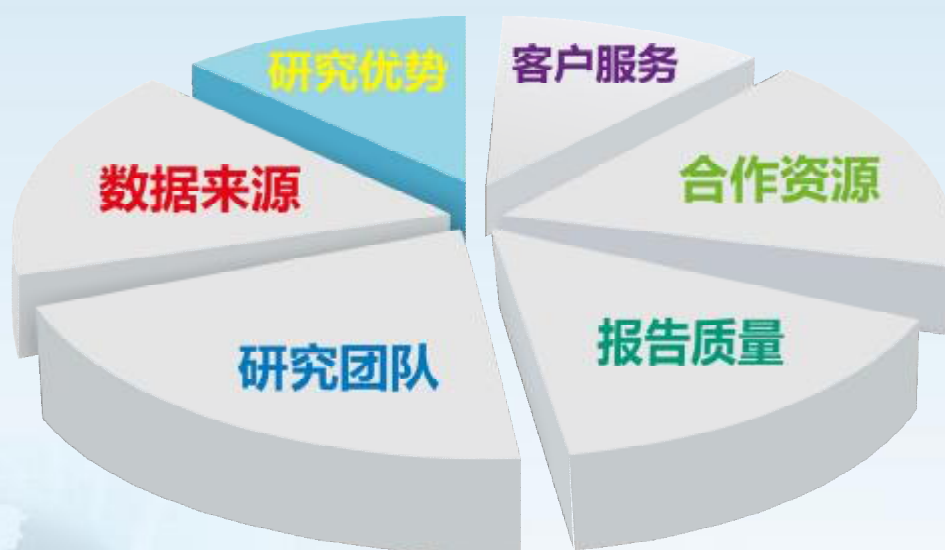 研究优势
客户服务
数据来源
合作资源
研究团队
报告质量